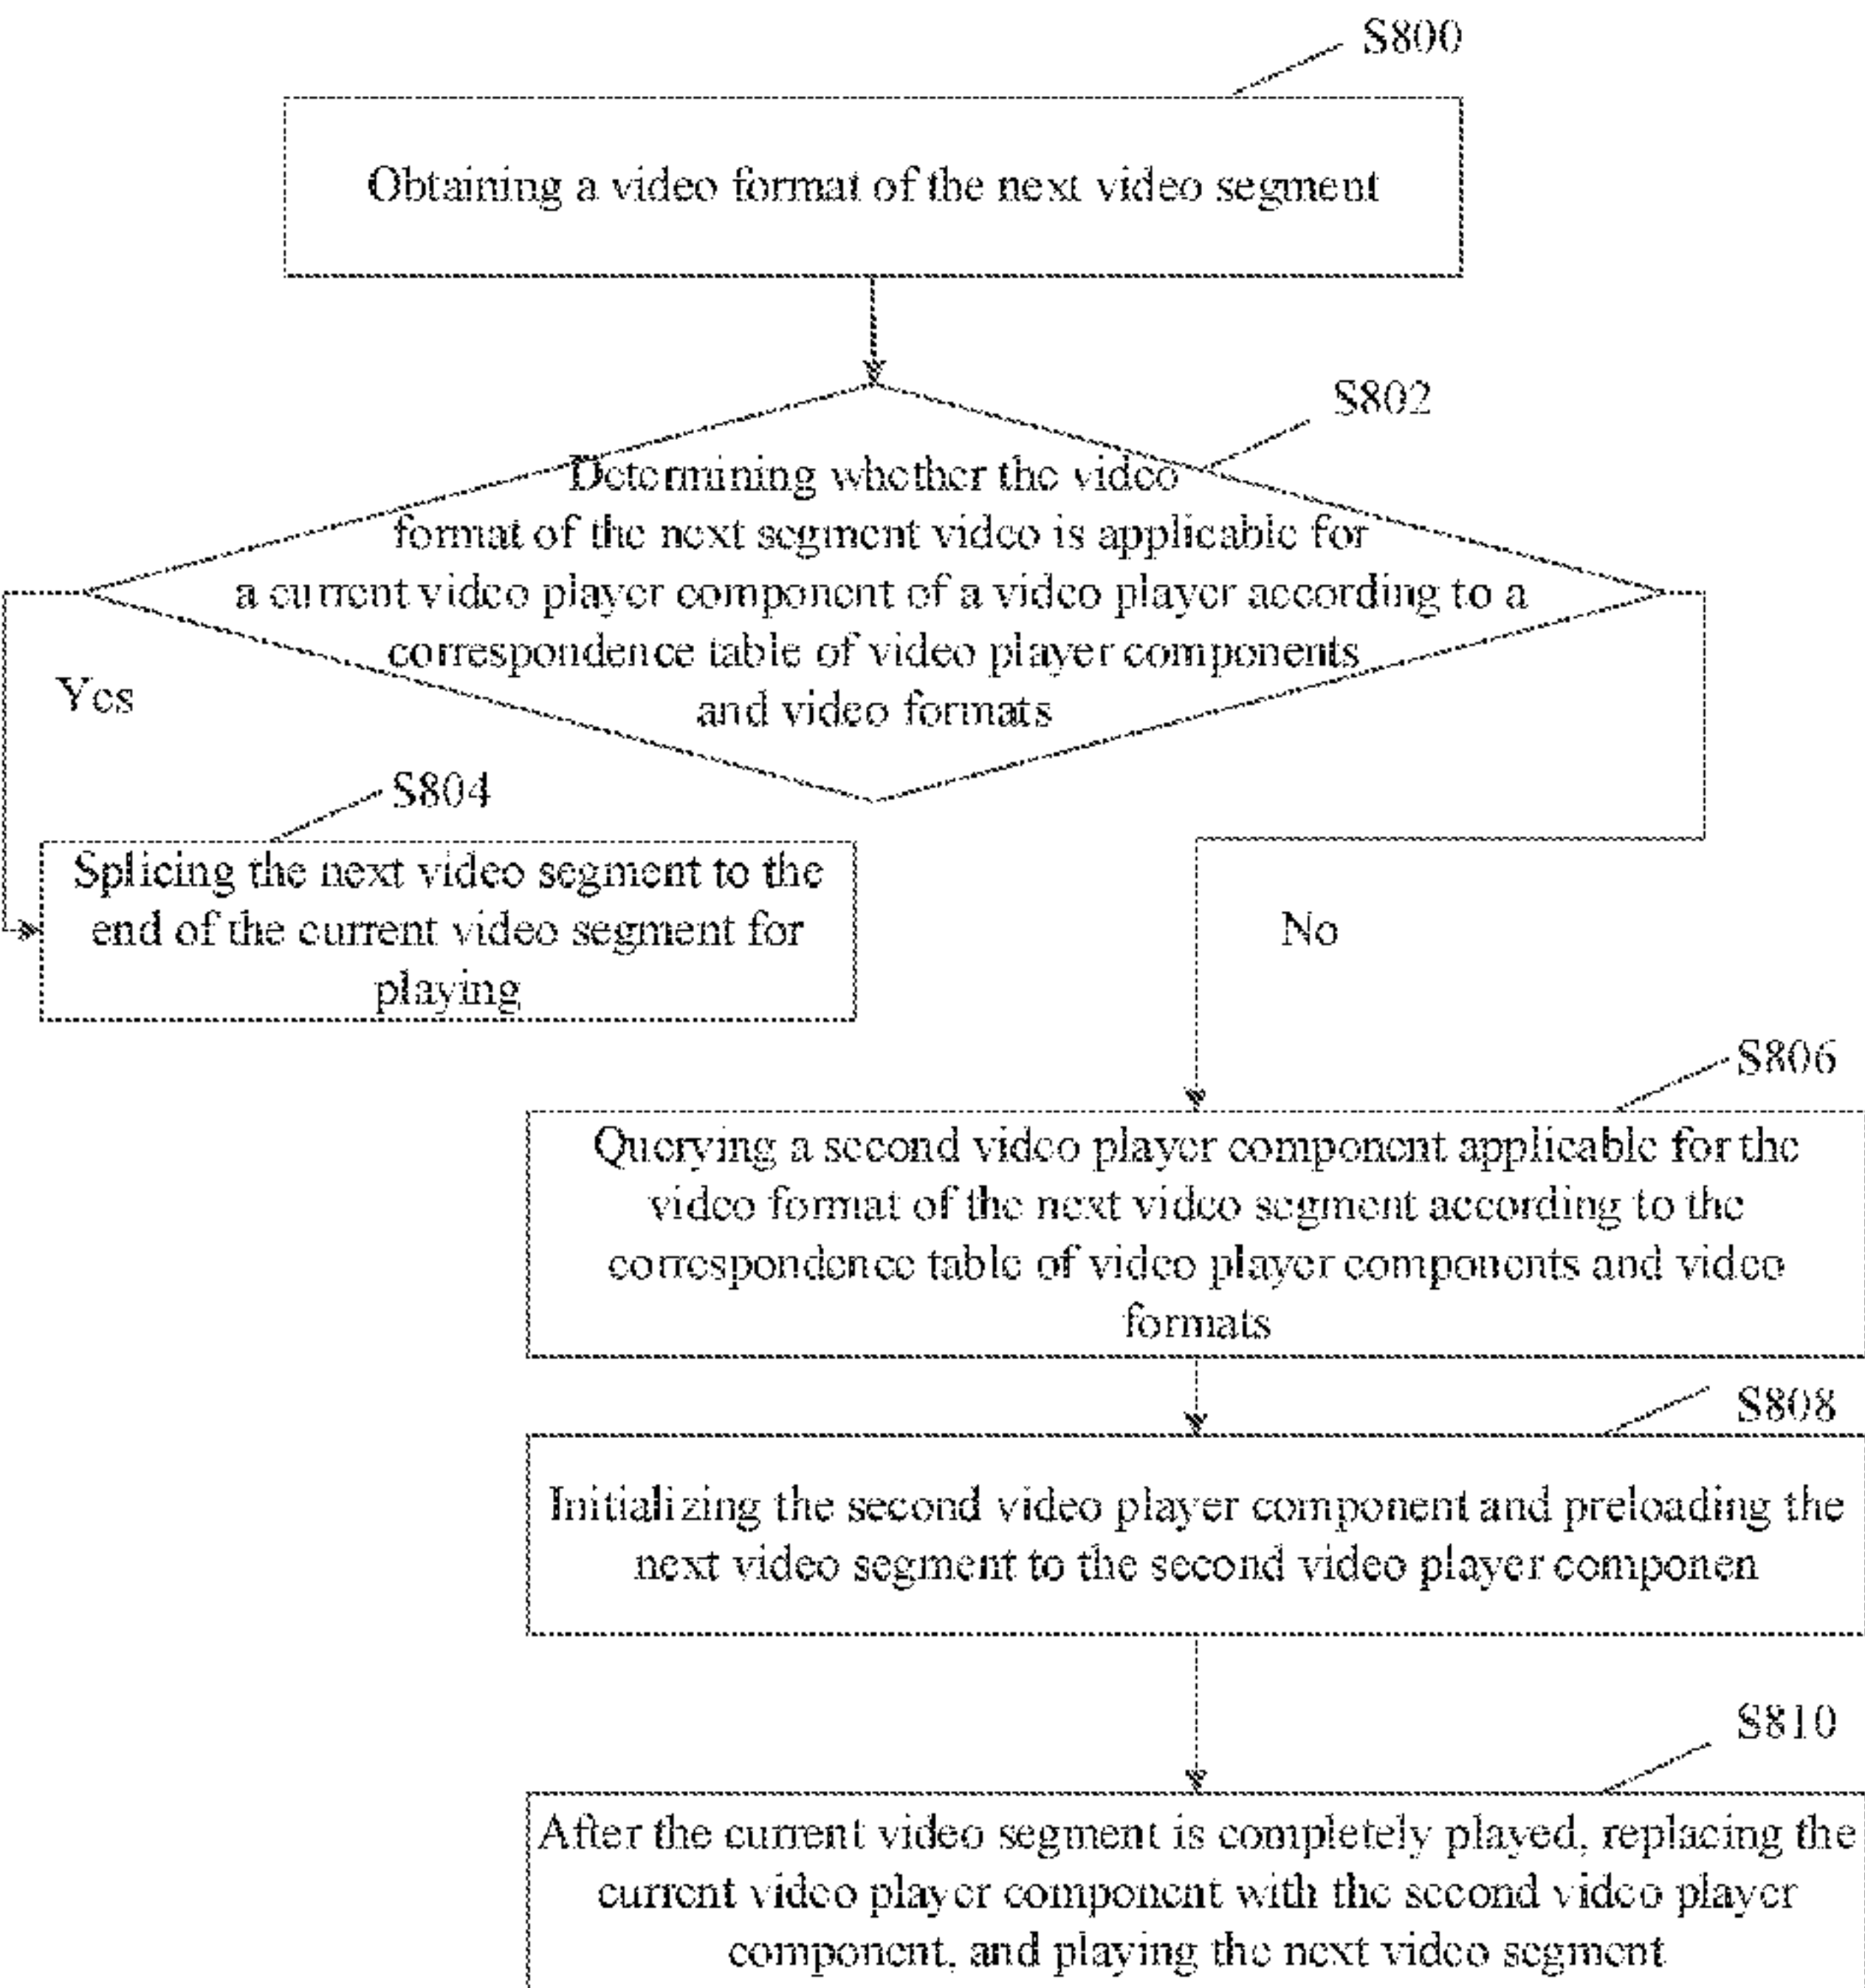 S800
Obtaining a video format of the next video segment
S802
Determining whether the video
format of the next segment video is applicable for
a current video player component of a video player according to a
correspondence table of video player components
and video formats
Yes
S804
Splicing the next video segment to the
end of the current video segment for
playing
No
S806
Querying a second video player component applicable for the
video format of the next video segment according to the
correspondence table of video player components and video
formats
S808
Initializing the second video player component and preloading the
next video segment to the second video player componen
S810
After the current video segment is completely played, replacing the
current video player component with the second video player
component, and playing the next video segment